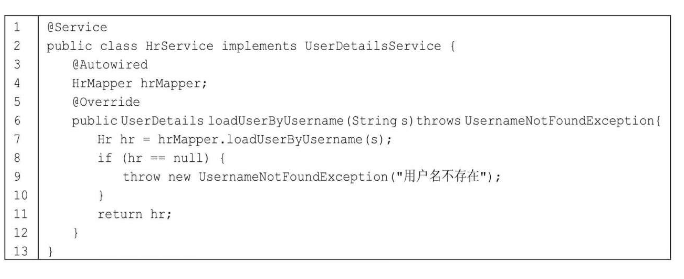 1 @Service
2 public class HrService implements UserDetailsService {
3 @Autowired
4 HrMapper hrMapper;
5 @Override
6 public UserDetails loadUserByUsername(String s)throws UsernameNotFoundException{
7 Hr hr = hrMapper.loadUserByUsername(s);
8 if (hr == null) {
9 throw new UsernameNotFoundException("用户名不存在");
10 }
11 return hr;
12 }
13 }